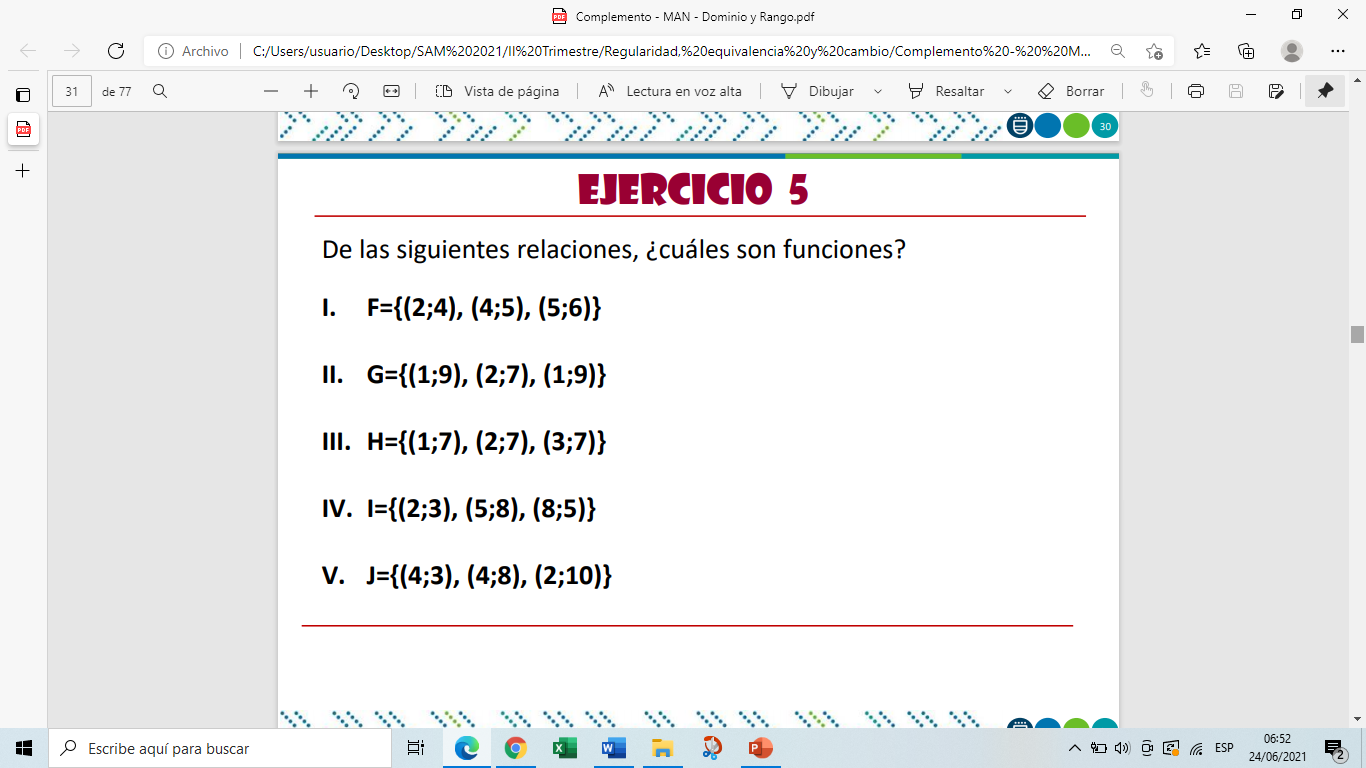 Complemento - MAN - Dominio y Rango.pdf
Archivo
C:/Users/usuario/Desktop/SAM%202021/II%20Trimestre/Regularidad,%20equivalencia%20y%20cambio/Complemento%20-%20%20M...
31 de 77
Vista de página
Lectura en voz alta
Dibujar
Resaltar
Borrar
30
EJERCICIO 5
De las siguientes relaciones, ¿cuáles son funciones?
I. F={(2;4), (4;5), (5;6)}
II. G={(1;9), (2;7), (1;9)}
III. H={(1;7), (2;7), (3;7)}
IV. I={(2;3), (5;8), (8;5)}
V. J={(4;3), (4;8), (2;10)}
Escribe aquí para buscar
ESP
06:52
24/06/2021
2